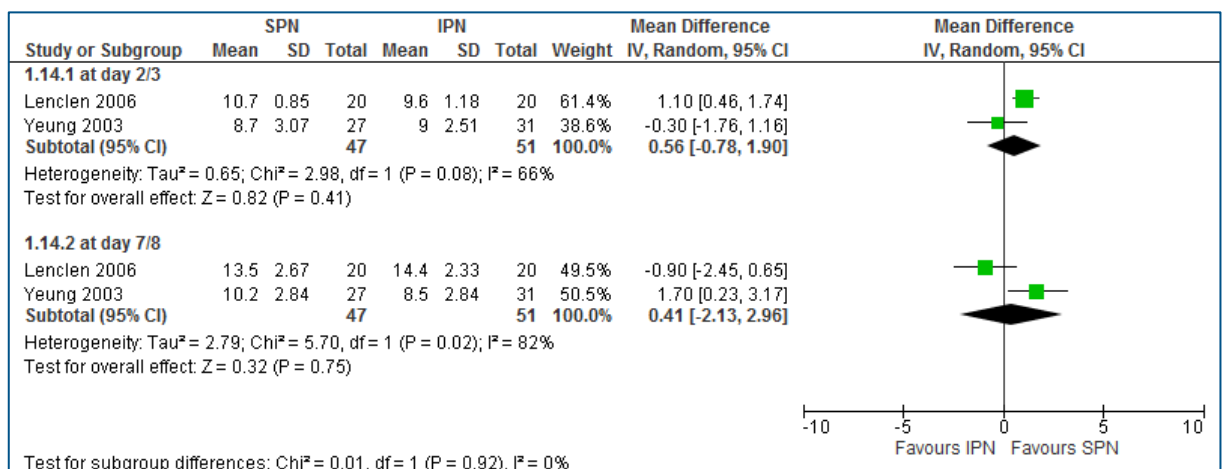 SPN IPN Mean Difference Mean Difference
Study or Subgroup Mean SD Total Mean SD Total Weight IV, Random, 95% CI IV, Random, 95% CI
1.14.1 at day 2/3
Lenclen 2006 10.7 0.85 20 9.6 1.18 20 61.4% 1.10 [0.46, 1.74]
Yeung 2003 8.7 3.07 27 9 2.51 31 38.6% -0.30 [-1.76, 1.16]
Subtotal (95% CI) 47 51 100.0% 0.56 [-0.78, 1.90]
Heterogeneity: Tau² = 0.65; Chi² = 2.98, df = 1 (P = 0.08); I² = 66%
Test for overall effect: Z = 0.82 (P = 0.41)
1.14.2 at day 7/8
Lenclen 2006 13.5 2.67 20 14.4 2.33 20 49.5% -0.90 [-2.45, 0.65]
Yeung 2003 10.2 2.84 27 8.5 2.84 31 50.5% 1.70 [0.23, 3.17]
Subtotal (95% CI) 47 51 100.0% 0.41 [-2.13, 2.96]
Heterogeneity: Tau² = 2.79; Chi² = 5.70, df = 1 (P = 0.02); I² = 82%
Test for overall effect: Z = 0.32 (P = 0.75)
-10 -5 0 5 10
Favours IPN Favours SPN
Test for subgroup differences: Chi² = 0.01, df = 1 (P = 0.92), I² = 0%